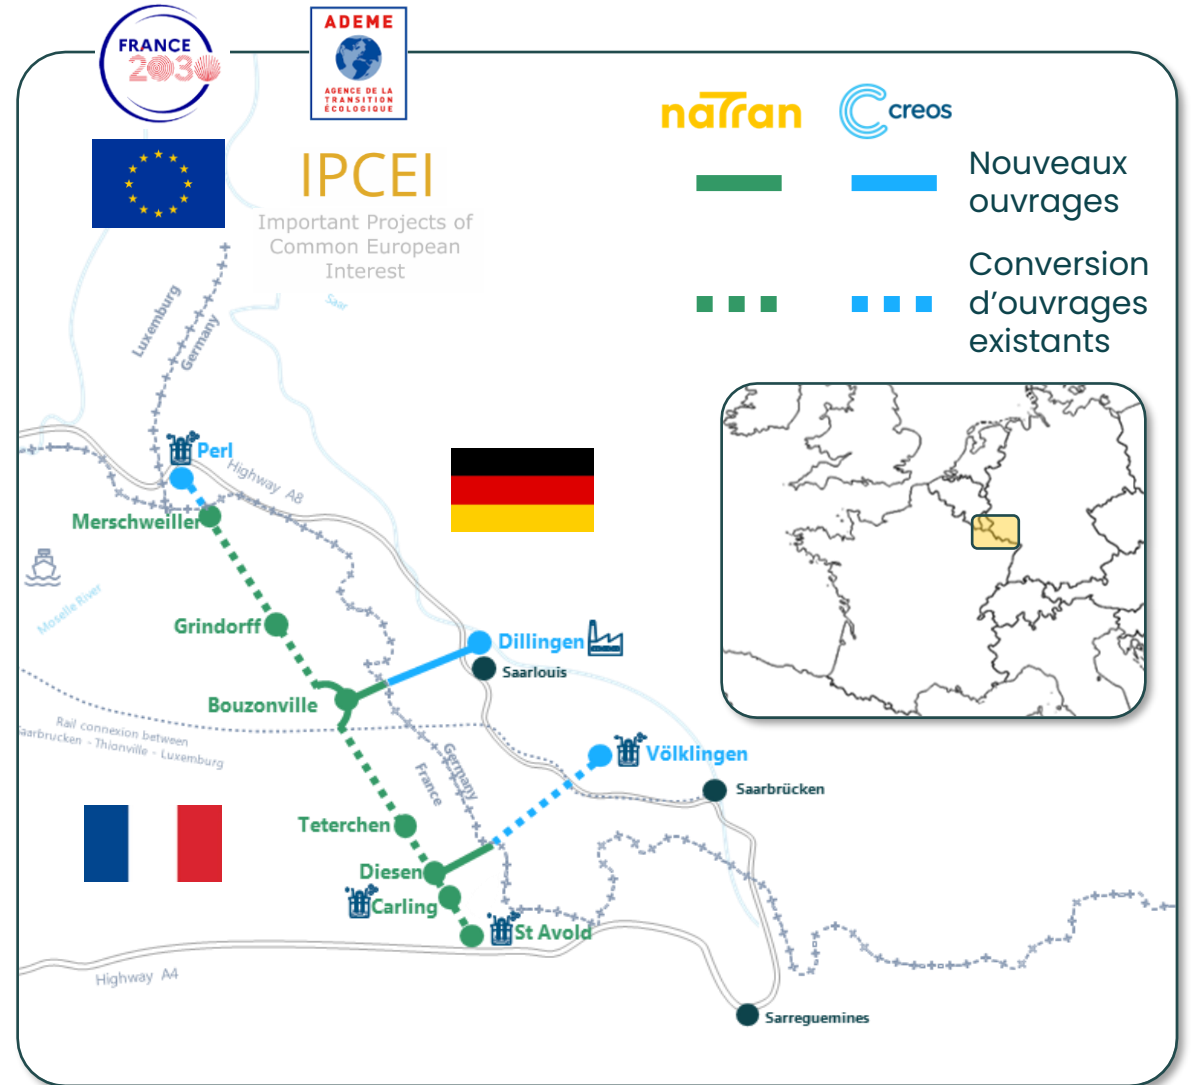 FRANCE
2030
ADEME
AGENCE DE LA
TRANSITION
ÉCOLOGIQUE
naTran
creos
IPCEI
Important Projects of
Common European
Interest
Nouveaux
ouvrages
Conversion
d’ouvrages
existants
Saar
Luxemburg
Germany
Perl
Highway A8
Merschweiller
Moselle River
Grindorff
Dillingen
Saarlouis
Bouzonville
Rail connexion between
Saarbrucken - Thionville - Luxemburg
Germany
France
Völklingen
Saarbrücken
Teterchen
Diesen
Carling
St Avold
Highway A4
Sarreguemines